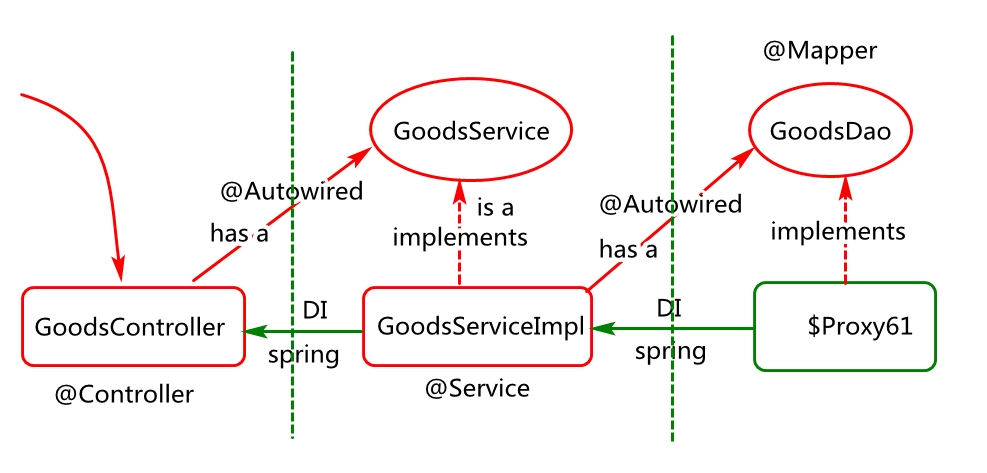 @Mapper
GoodsService
GoodsDao
@Autowired
is a
@Autowired
has a
implements
implements
has a
DI
DI
GoodsController
GoodsServiceImpl
$Proxy61
spring
spring
@Controller
@Service